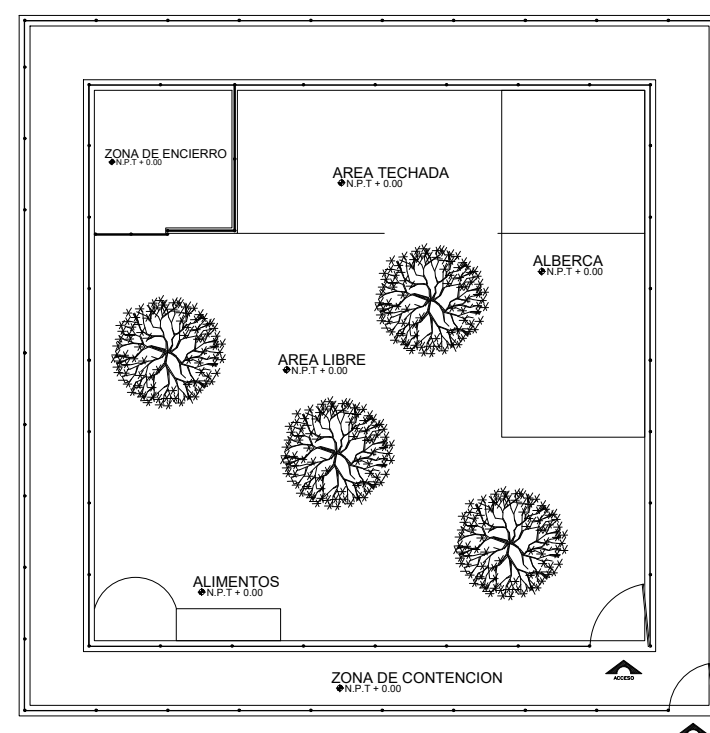 ZONA DE ENCIERRO
N.P.T + 0.00
AREA TECHADA
N.P.T + 0.00
ALBERCA
N.P.T + 0.00
AREA LIBRE
N.P.T + 0.00
ALIMENTOS
N.P.T + 0.00
ACCESO
ZONA DE CONTENCION
N.P.T + 0.00